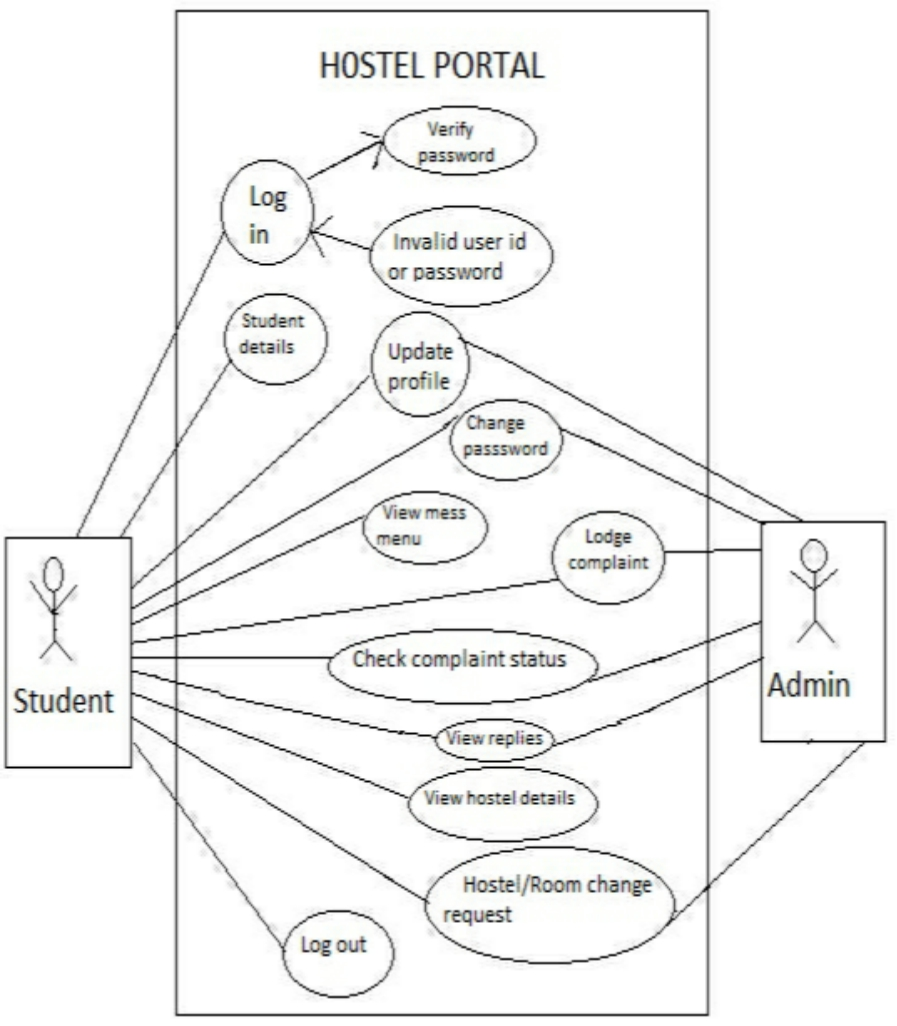 HOSTEL PORTAL
Verify
password
Log
in
Invalid user id
or password
Student
details
Update
profile
Change
passsword
View mess
menu
Lodge
complaint
Check complaint status
Student
Admin
View replies
View hostel details
Hostel/Room change
request
Log out